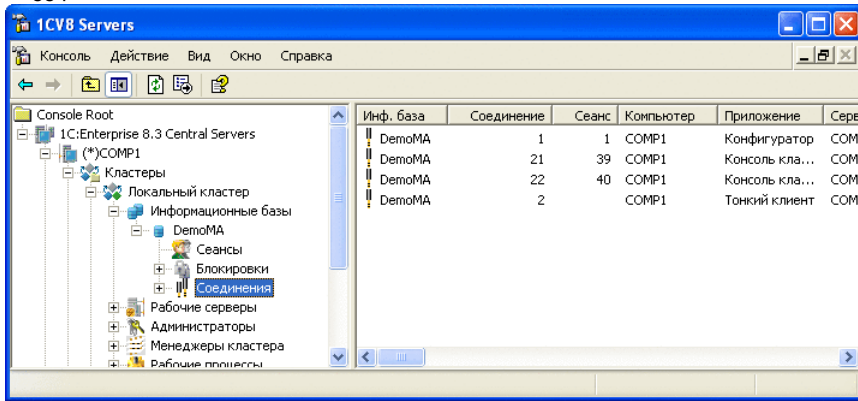 1CV8 Servers
Консоль Действие Вид Окно Справка
Console Root
1C:Enterprise 8.3 Central Servers
(*)COMP1
Кластеры
Локальный кластер
Информационные базы
DemoMA
Сеансы
Блокировки
Соединения
Рабочие серверы
Администраторы
Менеджеры кластера
Рабочие процессы
Инф. база Соединение Сеанс Компьютер Приложение Серв
DemoMA 1 1 COMP1 Конфигуратор COM
DemoMA 21 39 COMP1 Консоль кла... COM
DemoMA 22 40 COMP1 Консоль кла... COM
DemoMA 2 COMP1 Тонкий клиент COM